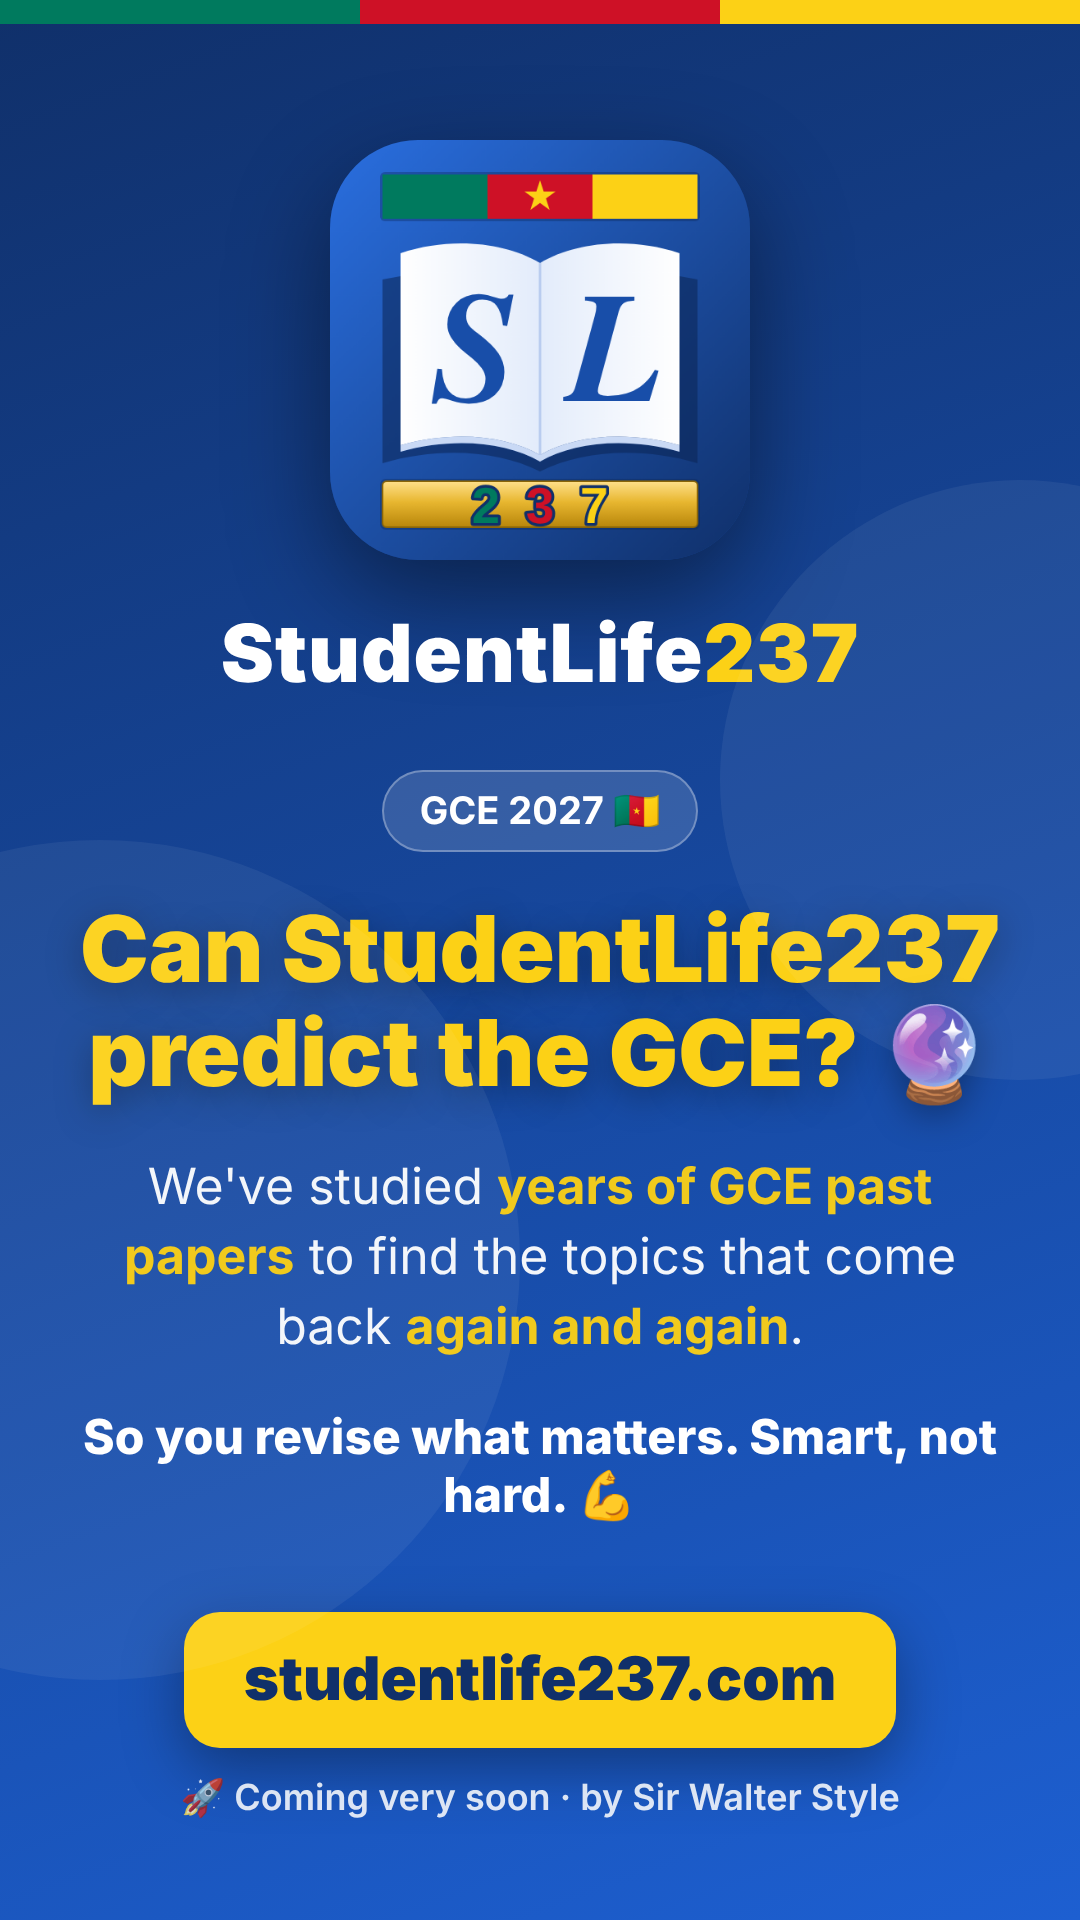 S L
2 3 7
StudentLife237
GCE 2027 🇨🇲
Can StudentLife237
predict the GCE? 🔮
We've studied years of GCE past
papers to find the topics that come
back again and again.
So you revise what matters. Smart, not
hard. 💪
studentlife237.com
🚀 Coming very soon · by Sir Walter Style